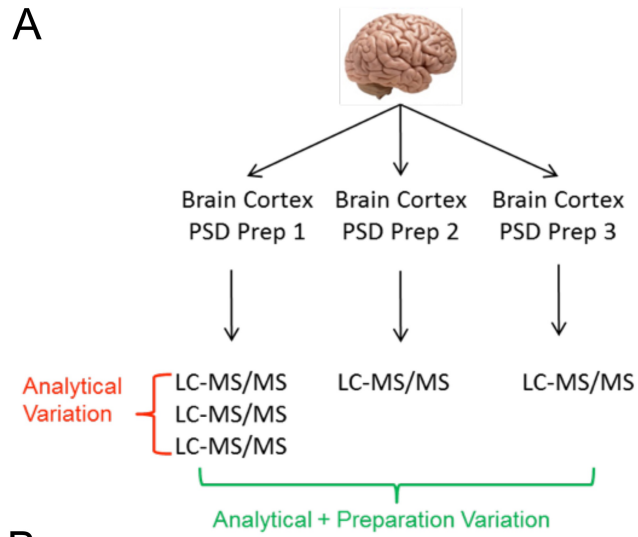 A
Brain Cortex Brain Cortex Brain Cortex
PSD Prep 1 PSD Prep 2 PSD Prep 3
Analytical
Variation
LC-MS/MS LC-MS/MS LC-MS/MS
LC-MS/MS
LC-MS/MS
Analytical + Preparation Variation